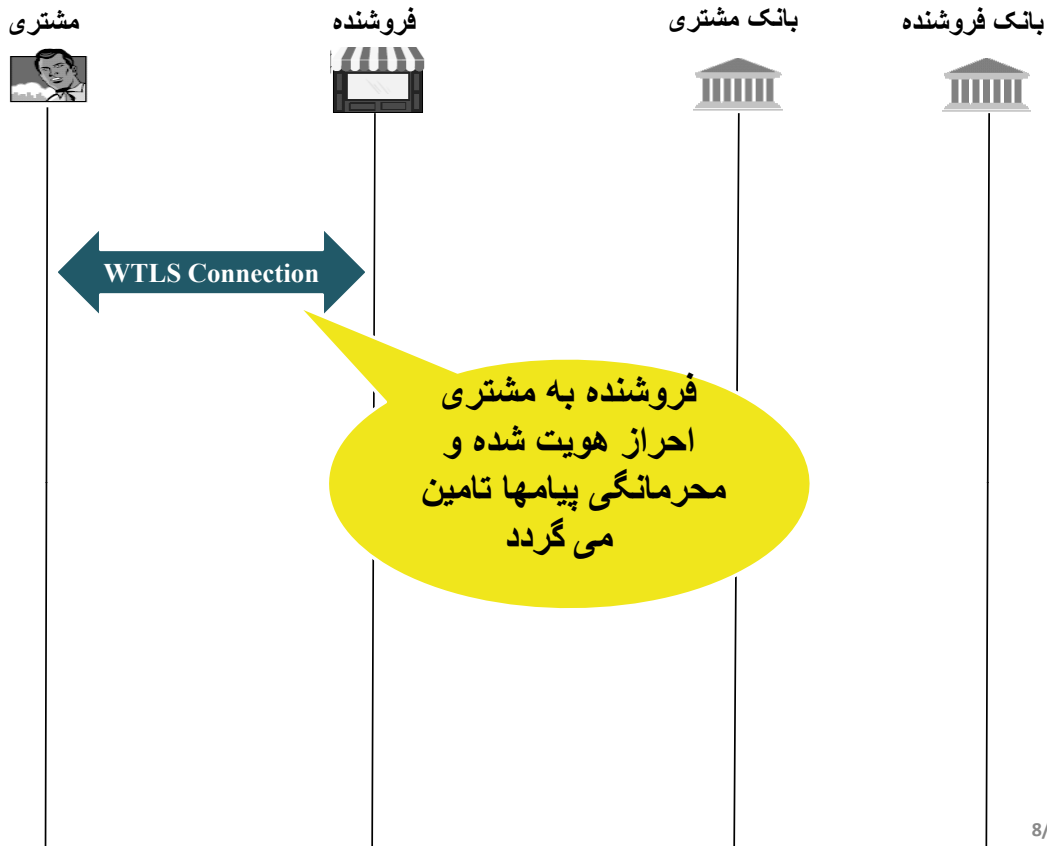 مشتری
فروشنده
بانک مشتری
بانک فروشنده
WTLS Connection
فروشنده به مشتری
احراز هویت شده و
محرمانگی پیامها تامین
می گردد
8/